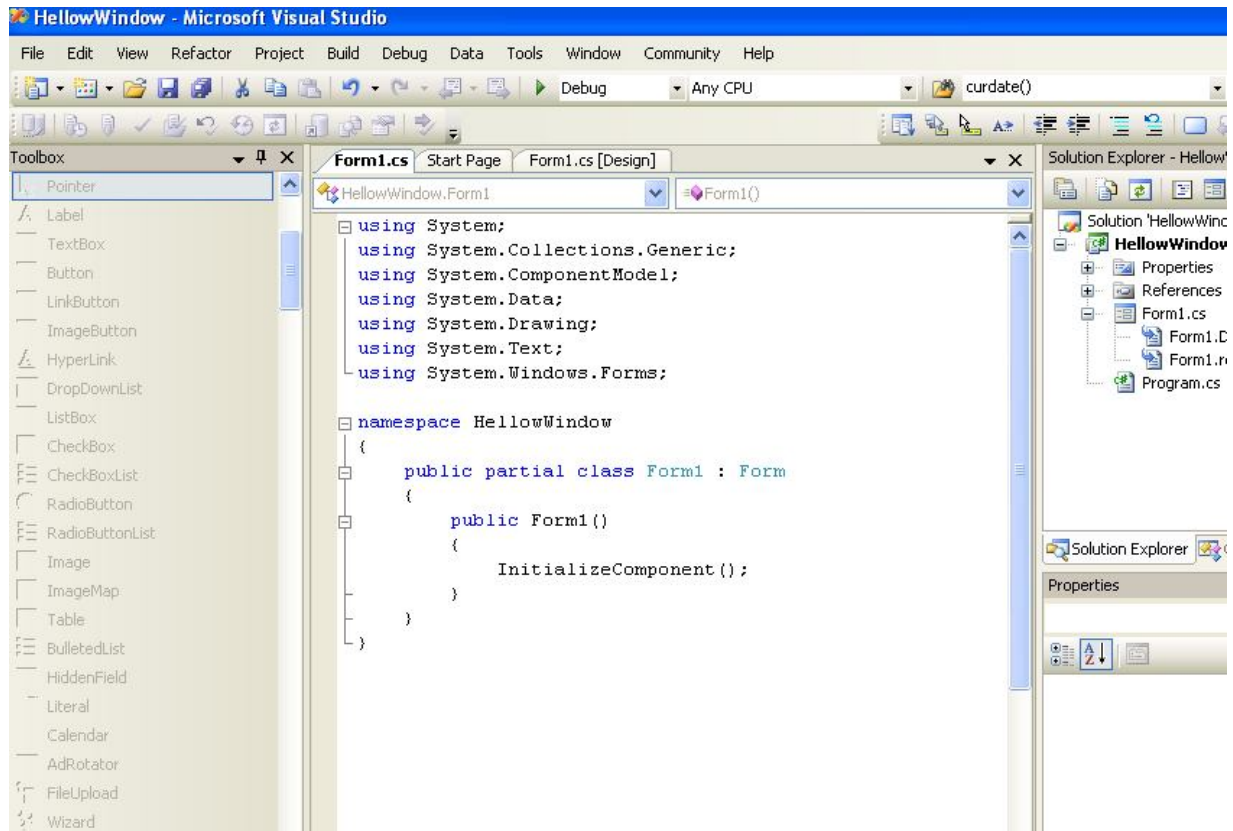 HellowWindow - Microsoft Visual Studio
File Edit View Refactor Project Build Debug Data Tools Window Community Help
Debug Any CPU curdate()
Toolbox
Pointer
Label
TextBox
Button
LinkButton
ImageButton
HyperLink
DropDownList
ListBox
CheckBox
CheckBoxList
RadioButton
RadioButtonList
Image
ImageMap
Table
BulletedList
HiddenField
Literal
Calendar
AdRotator
FileUpload
Wizard
Form1.cs Start Page Form1.cs [Design]
HellowWindow.Form1 Form1()
using System;
using System.Collections.Generic;
using System.ComponentModel;
using System.Data;
using System.Drawing;
using System.Text;
using System.Windows.Forms;
namespace HellowWindow
{
public partial class Form1 : Form
{
public Form1()
{
InitializeComponent();
}
}
}
Solution Explorer - Hellow
Solution 'HellowWind
HellowWindow
Properties
References
Form1.cs
Form1.D
Form1.re
Program.cs
Solution Explorer
Properties